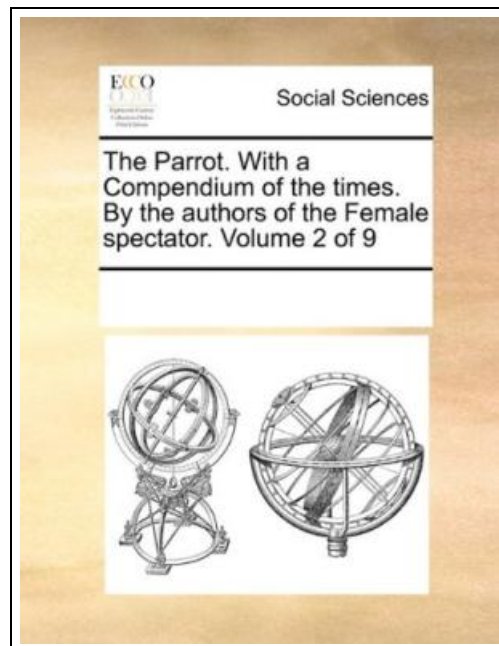 ECCO
Social Sciences
The Parrot. With a
Compendium of the times.
By the authors of the Female
spectator. Volume 2 of 9